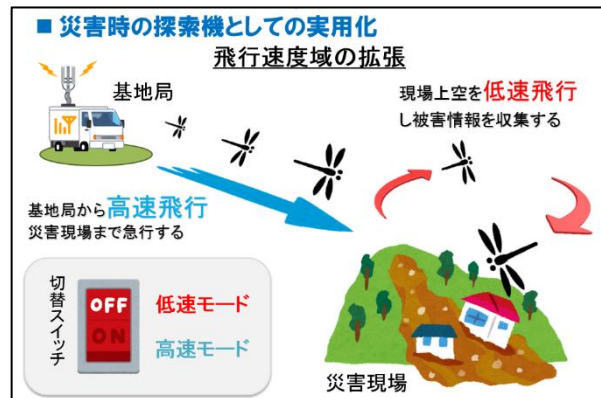 ■ 災害時の探索機としての実用化
飛行速度域の拡張
基地局
現場上空を低速飛行
し被害情報を収集する
基地局から高速飛行
災害現場まで急行する
切替スイッチ
OFF
低速モード
ON
高速モード
災害現場